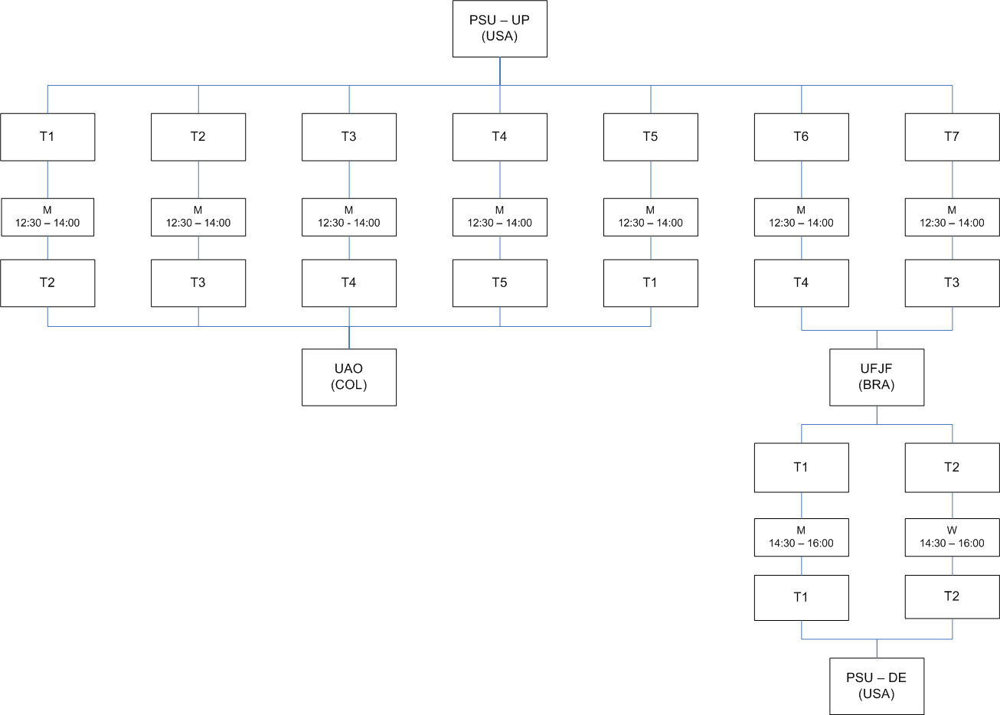 PSU – UP
(USA)
T1
T2
T3
T4
T5
T6
T7
M
12:30 – 14:00
M
12:30 – 14:00
M
12:30 - 14:00
M
12:30 – 14:00
M
12:30 – 14:00
M
12:30 – 14:00
M
12:30 – 14:00
T2
T3
T4
T5
T1
T4
T3
UAO
(COL)
UFJF
(BRA)
T1
T2
M
14:30 – 16:00
W
14:30 – 16:00
T1
T2
PSU – DE
(USA)